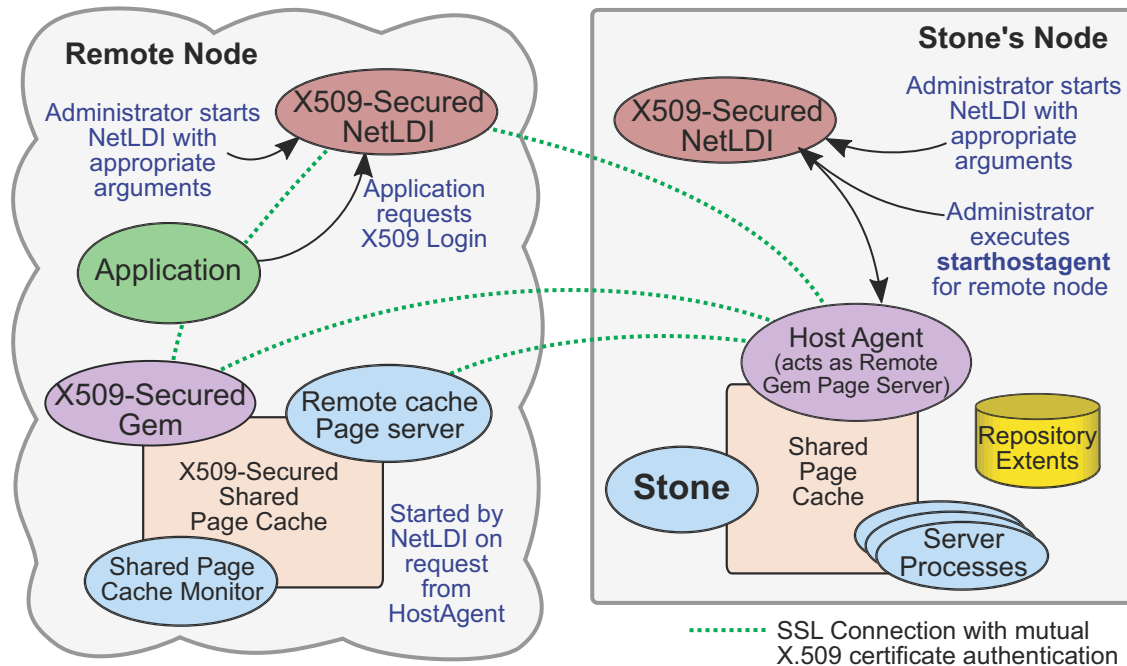 Remote Node
X509-Secured
NetLDI
Administrator starts
NetLDI with
appropriate
arguments
Application
requests
X509 Login
Application
X509-Secured
Gem
Remote cache
Page server
X509-Secured
Shared
Page Cache
Shared Page
Cache Monitor
Started by
NetLDI on
request
from
HostAgent
Stone's Node
X509-Secured
NetLDI
Administrator starts
NetLDI with
appropriate
arguments
Administrator
executes
starthostagent
for remote node
Host Agent
(acts as Remote
Gem Page Server)
Shared
Page
Cache
Repository
Extents
Stone
Server
Processes
SSL Connection with mutual
X.509 certificate authentication